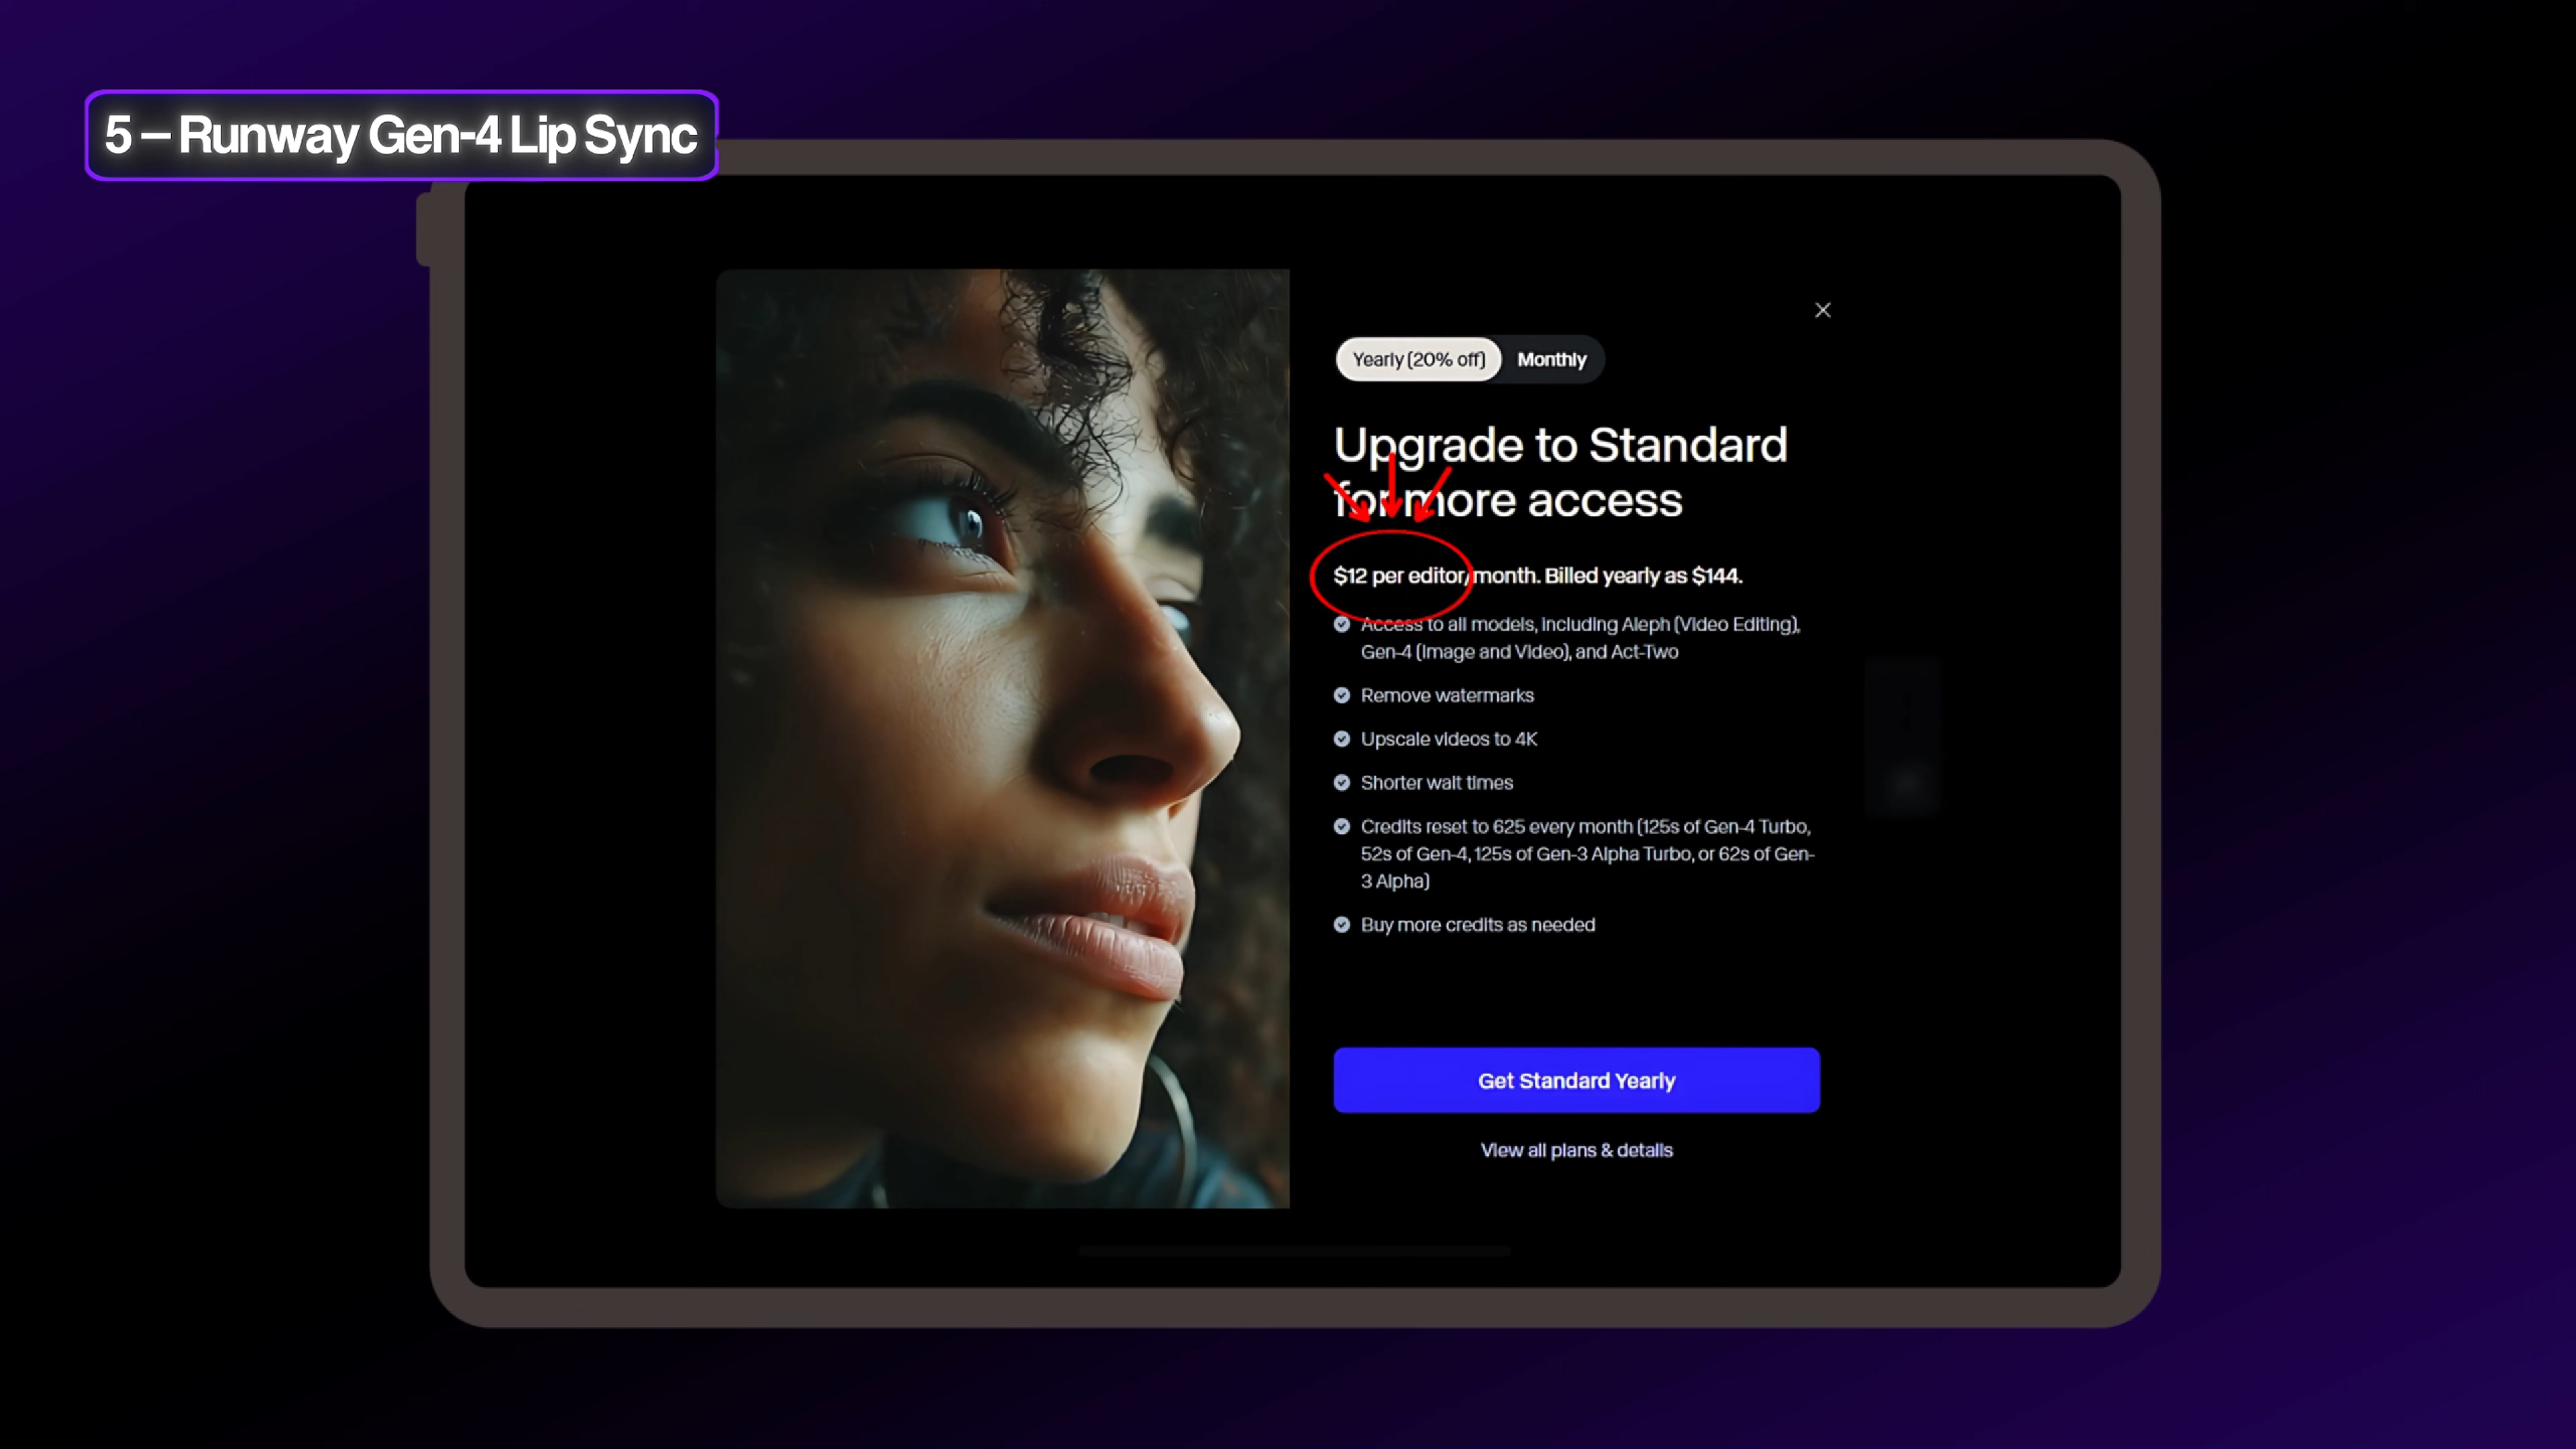 5 – Runway Gen-4 Lip Sync
Yearly (20% off) Monthly
Upgrade to Standard
for more access
$12 per editor/month. Billed yearly as $144.
Access to all models, including Aleph (Video Editing),
Gen-4 (Image and Video), and Act-Two
Remove watermarks
Upscale videos to 4K
Shorter wait times
Credits reset to 625 every month (125s of Gen-4 Turbo,
52s of Gen-4, 125s of Gen-3 Alpha Turbo, or 62s of Gen-
3 Alpha)
Buy more credits as needed
Get Standard Yearly
View all plans & details